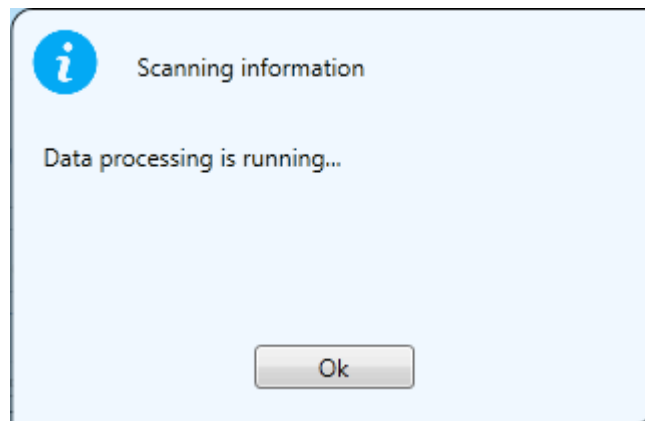 Scanning information
Data processing is running...
Ok